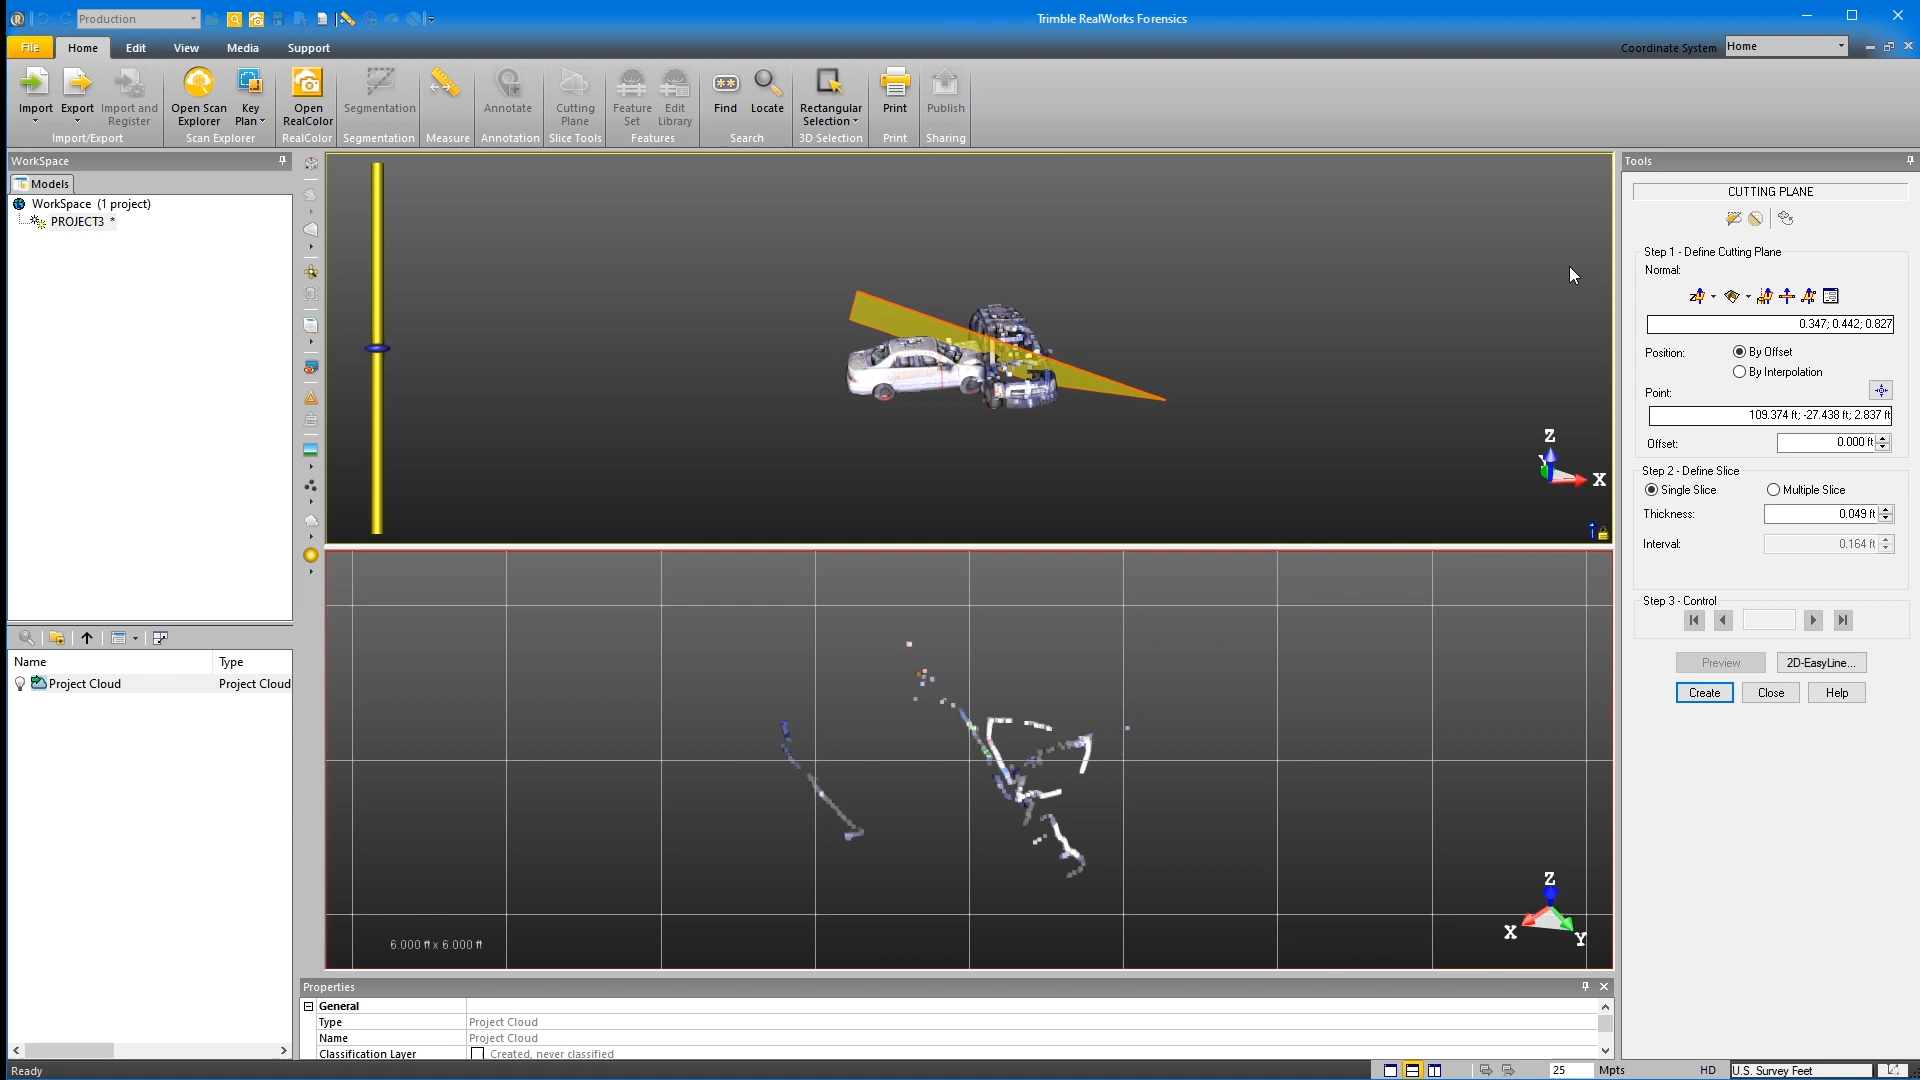 Production
Trimble RealWorks Forensics
File
Home
Edit
View
Media
Support
Coordinate System
Home
Import
Export
Import and Register
Import/Export
Open Scan Explorer
Key Plan
Scan Explorer
Open RealColor
RealColor
Segmentation
Segmentation
Measure
Annotate
Annotation
Cutting Plane
Slice Tools
Feature Set
Edit Library
Features
Find
Locate
Search
Rectangular Selection
3D Selection
Print
Print
Publish
Sharing
WorkSpace
Models
WorkSpace (1 project)
PROJECT3 *
Name
Type
Project Cloud
Project Cloud
Z
X
6.000 ft x 6.000 ft
Z
X
Y
Properties
General
Type
Project Cloud
Name
Project Cloud
Classification Layer
Created, never classified
Tools
CUTTING PLANE
Step 1 - Define Cutting Plane
Normal:
0.347; 0.442; 0.827
Position:
By Offset
By Interpolation
Point:
109.374 ft; -27.438 ft; 2.837 ft
Offset:
0.000 ft
Step 2 - Define Slice
Single Slice
Multiple Slice
Thickness:
0.049 ft
Interval:
0.164 ft
Step 3 - Control
Preview
2D-EasyLine...
Create
Close
Help
Ready
25
Mpts
HD
U.S. Survey Feet